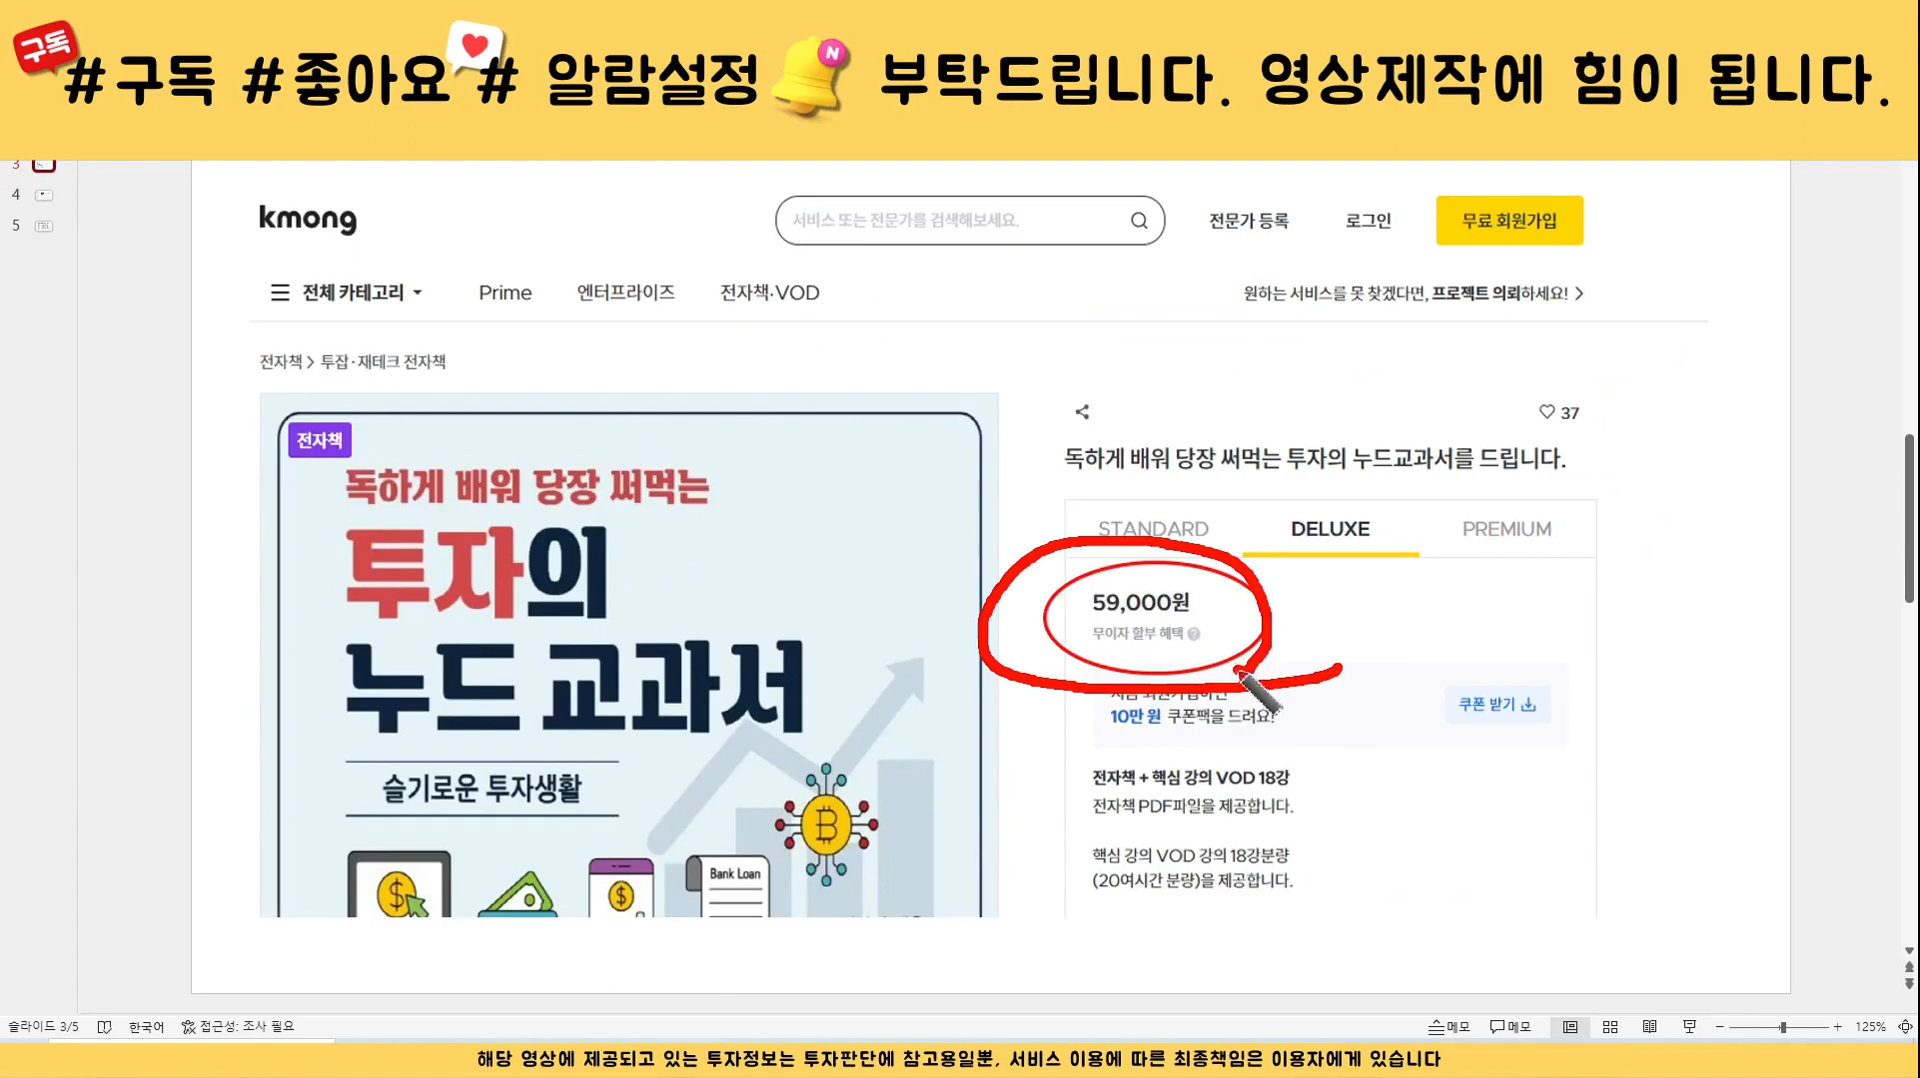 구독
#구독 #좋아요 # 알람설정 N 부탁드립니다. 영상제작에 힘이 됩니다.
3
4
5
kmong
서비스 또는 전문가를 검색해보세요.
전문가 등록
로그인
무료 회원가입
전체 카테고리
Prime
엔터프라이즈
전자책·VOD
원하는 서비스를 못 찾겠다면, 프로젝트 의뢰하세요!
전자책 > 투잡·재테크 전자책
전자책
독하게 배워 당장 써먹는
투자의
누드 교과서
슬기로운 투자생활
Bank Loan
37
독하게 배워 당장 써먹는 투자의 누드교과서를 드립니다.
STANDARD
DELUXE
PREMIUM
59,000원
무이자 할부 혜택 ?
10만 원 쿠폰팩을 드려요!
쿠폰 받기
전자책 + 핵심 강의 VOD 18강
전자책 PDF파일을 제공합니다.
핵심 강의 VOD 강의 18강분량
(20여시간 분량)을 제공합니다.
슬라이드 3/5
한국어
접근성: 조사 필요
메모
메모
125%
해당 영상에 제공되고 있는 투자정보는 투자판단에 참고용일뿐, 서비스 이용에 따른 최종책임은 이용자에게 있습니다